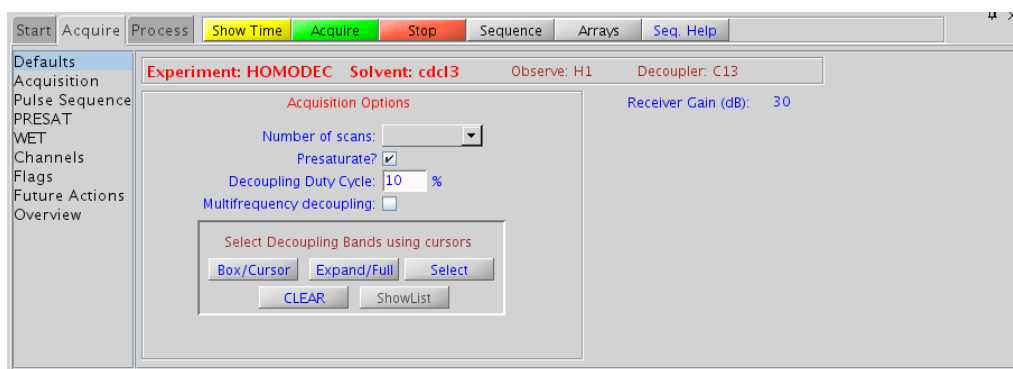 Start Acquire Process Show Time Acquire Stop Sequence Arrays Seq. Help
Defaults
Acquisition
Pulse Sequence
PRESAT
WET
Channels
Flags
Future Actions
Overview
Experiment: HOMODEC Solvent: cdcl3 Observe: H1 Decoupler: C13
Acquisition Options
Receiver Gain (dB): 30
Number of scans:
Presaturate?
Decoupling Duty Cycle: 10 %
Multifrequency decoupling:
Select Decoupling Bands using cursors
Box/Cursor Expand/Full Select
CLEAR ShowList